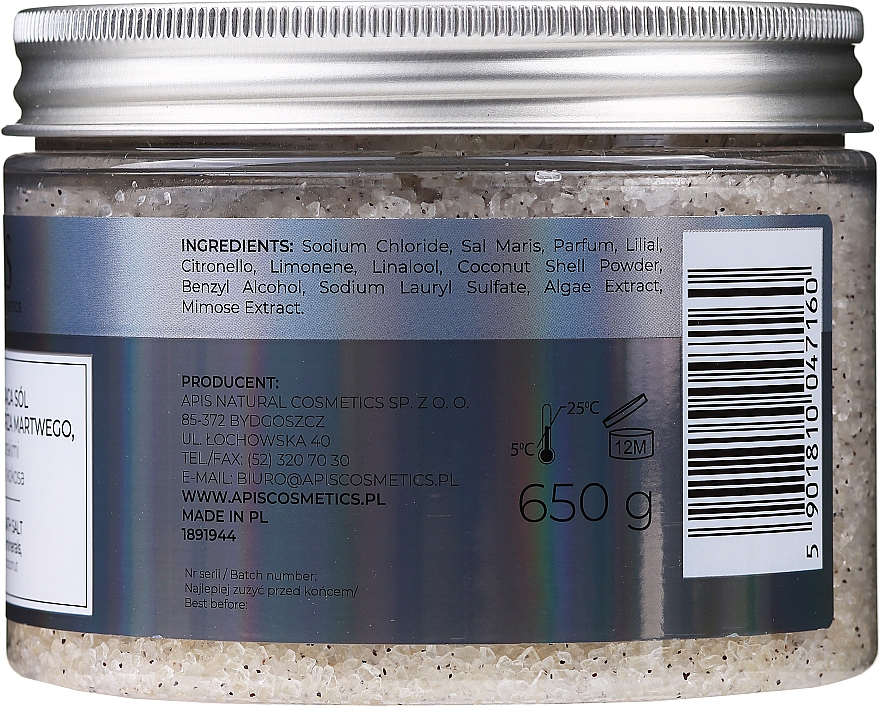 S
INGREDIENTS: Sodium Chloride, Sal Maris, Parfum, Lilial,
Citronello, Limonene, Linalool, Coconut Shell Powder,
Benzyl Alcohol, Sodium Lauryl Sulfate, Algae Extract,
Mimose Extract.
SÓL
MARTWEGO,
PRODUCENT:
APIS NATURAL COSMETICS SP. Z O. O.
85-372 BYDGOSZCZ
UL. ŁOCHOWSKA 40
TEL/FAX: (52) 320 70 30
E-MAIL: BIURO@APISCOSMETICS.PL
WWW.APISCOSMETICS.PL
MADE IN PL
1891944
Nr serii / Batch number:
Najlepiej zużyć przed końcem/
Best before:
25°C
5°C
12M
650 g
5 901810 047160